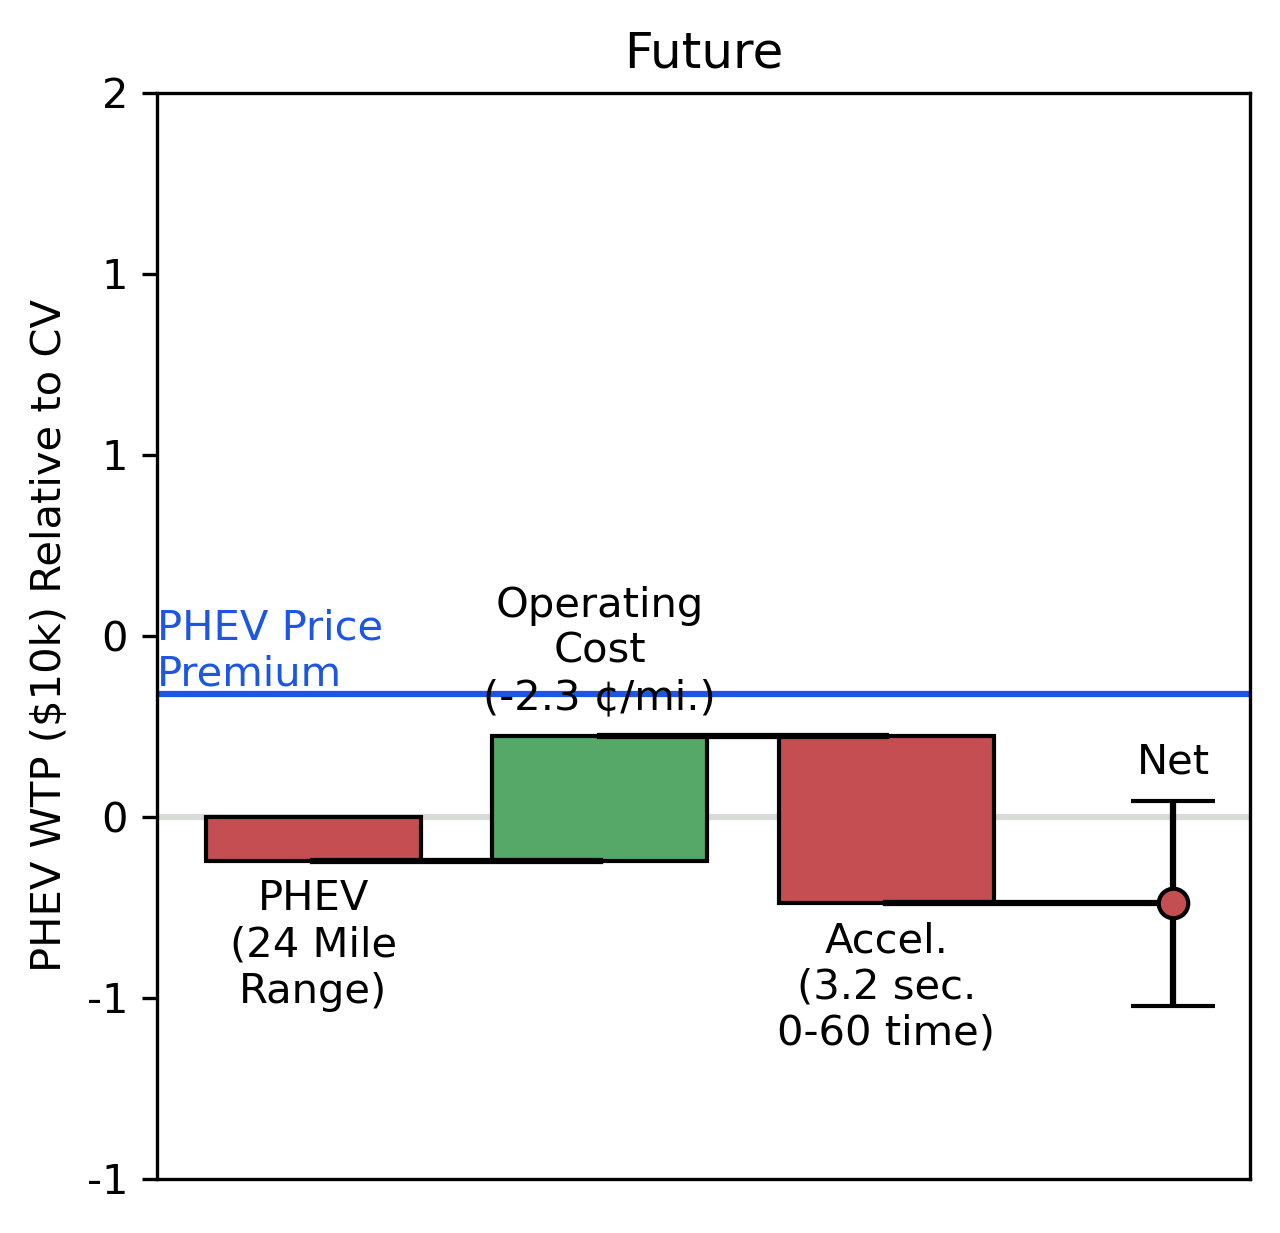 Future
2
1
1
0
0
-1
-1
PHEV WTP ($10k) Relative to CV
PHEV Price
Premium
Operating
Cost
(-2.3 ¢/mi.)
Net
PHEV
(24 Mile
Range)
Accel.
(3.2 sec.
0-60 time)